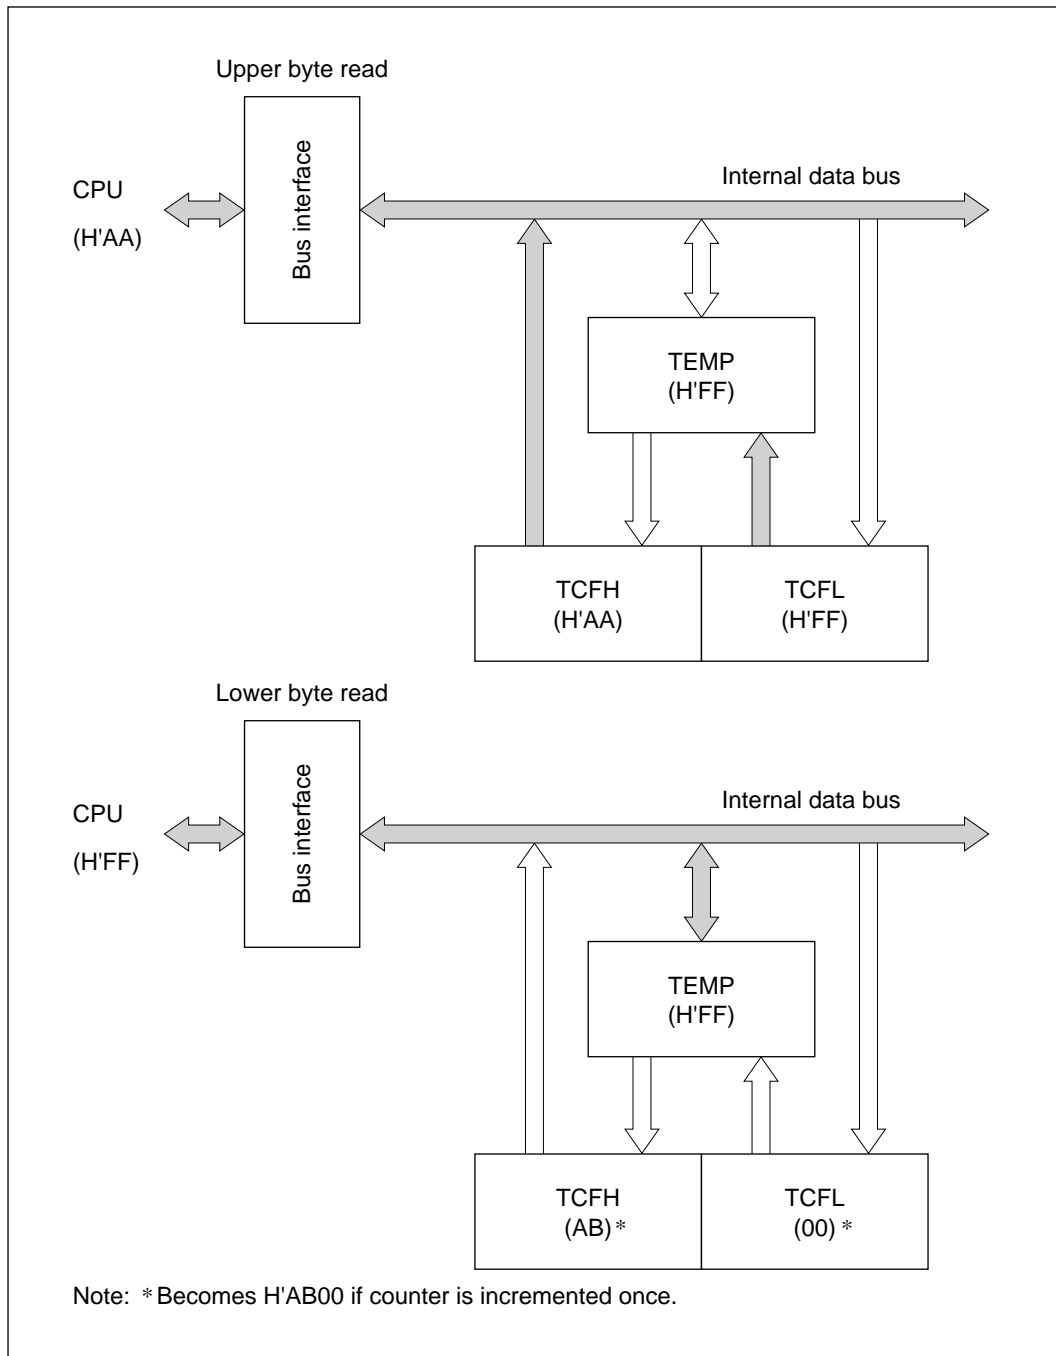 Upper byte read
Bus interface
CPU
(H'AA)
Internal data bus
TEMP
(H'FF)
TCFH
(H'AA)
TCFL
(H'FF)
Lower byte read
Bus interface
CPU
(H'FF)
Internal data bus
TEMP
(H'FF)
TCFH
(AB)*
TCFL
(00)*
Note: * Becomes H'AB00 if counter is incremented once.